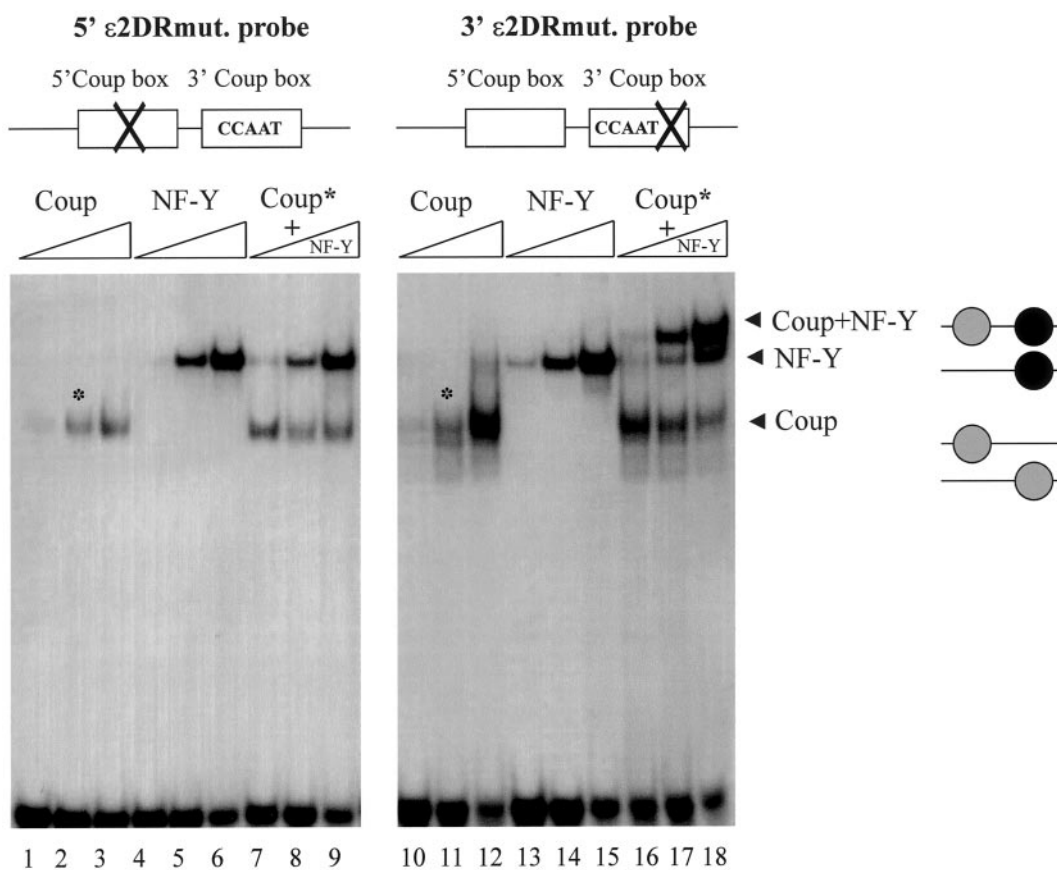 5' ε2DRmut. probe
3' ε2DRmut. probe
5'Coup box 3' Coup box
5'Coup box 3' Coup box
CCAAT
CCAAT
Coup NF-Y Coup*
+
NF-Y
Coup NF-Y Coup*
+
NF-Y
*
*
◄ Coup+NF-Y
◄ NF-Y
◄ Coup
1 2 3 4 5 6 7 8 9
10 11 12 13 14 15 16 17 18